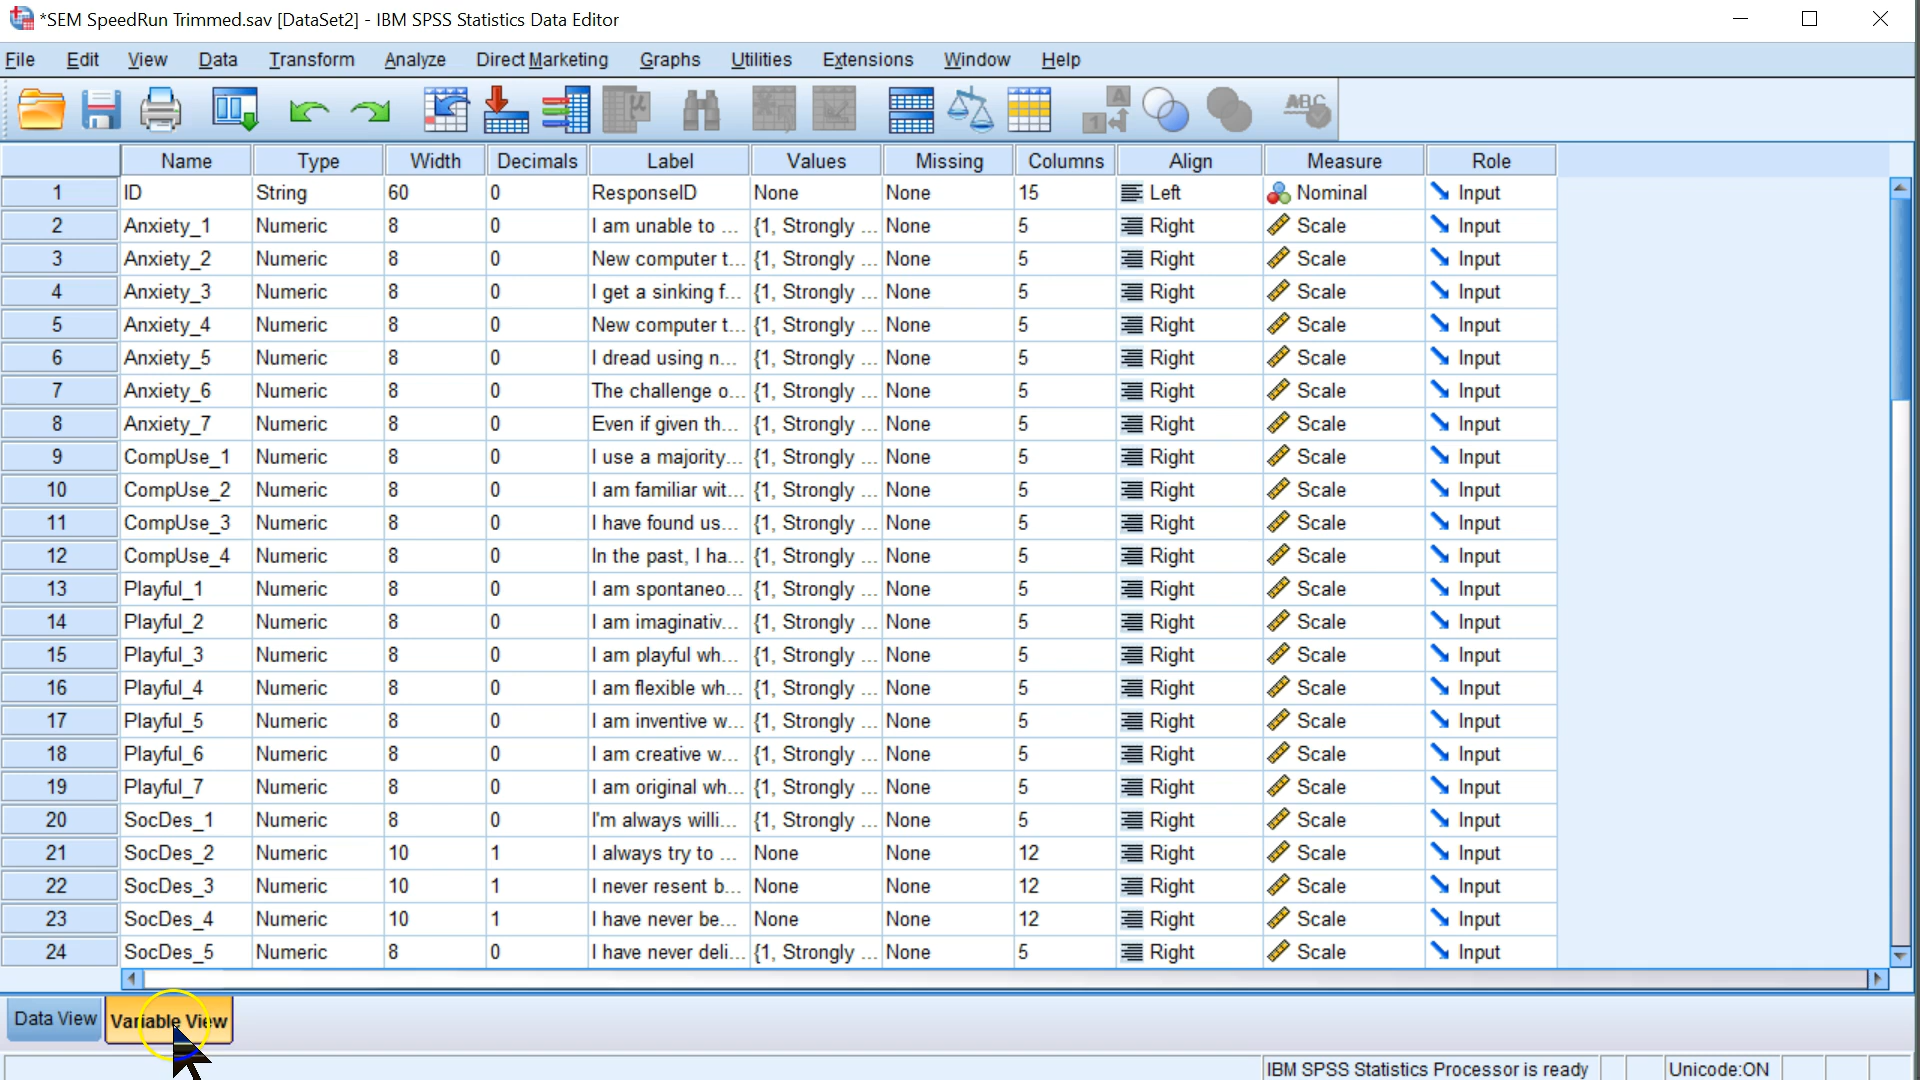 *SEM SpeedRun Trimmed.sav [DataSet2] - IBM SPSS Statistics Data Editor
File Edit View Data Transform Analyze Direct Marketing Graphs Utilities Extensions Window Help
Name Type Width Decimals Label Values Missing Columns Align Measure Role
1 ID String 60 0 ResponseID None None 15 Left Nominal Input
2 Anxiety_1 Numeric 8 0 I am unable to ... {1, Strongly ... None 5 Right Scale Input
3 Anxiety_2 Numeric 8 0 New computer t... {1, Strongly ... None 5 Right Scale Input
4 Anxiety_3 Numeric 8 0 I get a sinking f... {1, Strongly ... None 5 Right Scale Input
5 Anxiety_4 Numeric 8 0 New computer t... {1, Strongly ... None 5 Right Scale Input
6 Anxiety_5 Numeric 8 0 I dread using n... {1, Strongly ... None 5 Right Scale Input
7 Anxiety_6 Numeric 8 0 The challenge o... {1, Strongly ... None 5 Right Scale Input
8 Anxiety_7 Numeric 8 0 Even if given th... {1, Strongly ... None 5 Right Scale Input
9 CompUse_1 Numeric 8 0 I use a majority... {1, Strongly ... None 5 Right Scale Input
10 CompUse_2 Numeric 8 0 I am familiar wit... {1, Strongly ... None 5 Right Scale Input
11 CompUse_3 Numeric 8 0 I have found us... {1, Strongly ... None 5 Right Scale Input
12 CompUse_4 Numeric 8 0 In the past, I ha... {1, Strongly ... None 5 Right Scale Input
13 Playful_1 Numeric 8 0 I am spontaneo... {1, Strongly ... None 5 Right Scale Input
14 Playful_2 Numeric 8 0 I am imaginativ... {1, Strongly ... None 5 Right Scale Input
15 Playful_3 Numeric 8 0 I am playful wh... {1, Strongly ... None 5 Right Scale Input
16 Playful_4 Numeric 8 0 I am flexible wh... {1, Strongly ... None 5 Right Scale Input
17 Playful_5 Numeric 8 0 I am inventive w... {1, Strongly ... None 5 Right Scale Input
18 Playful_6 Numeric 8 0 I am creative w... {1, Strongly ... None 5 Right Scale Input
19 Playful_7 Numeric 8 0 I am original wh... {1, Strongly ... None 5 Right Scale Input
20 SocDes_1 Numeric 8 0 I'm always willi... {1, Strongly ... None 5 Right Scale Input
21 SocDes_2 Numeric 10 1 I always try to ... None None 12 Right Scale Input
22 SocDes_3 Numeric 10 1 I never resent b... None None 12 Right Scale Input
23 SocDes_4 Numeric 10 1 I have never be... None None 12 Right Scale Input
24 SocDes_5 Numeric 8 0 I have never deli... {1, Strongly ... None 5 Right Scale Input
Data View Variable View
IBM SPSS Statistics Processor is ready Unicode:ON